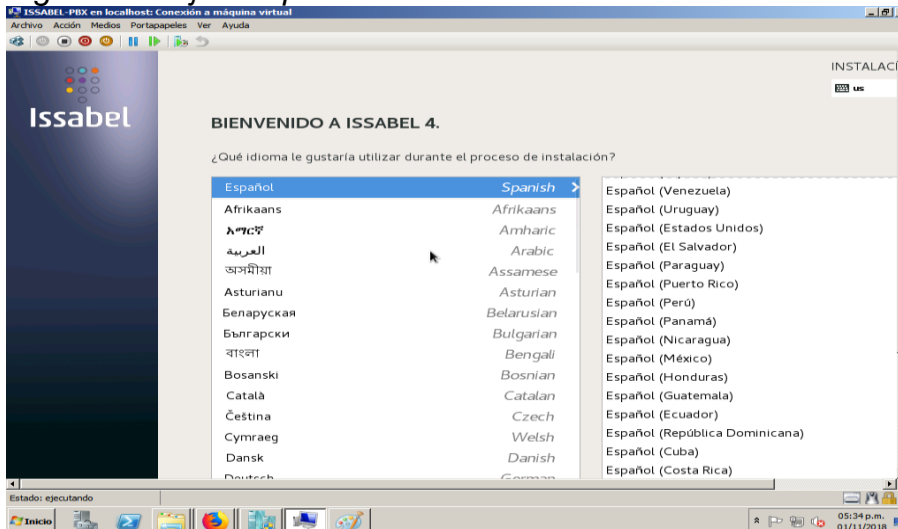 ISSABEL-PBX en localhost: Conexión a máquina virtual
Archivo Acción Medios Portapapeles Ver Ayuda
INSTALACI
us
Issabel
BIENVENIDO A ISSABEL 4.
¿Qué idioma le gustaría utilizar durante el proceso de instalación?
Español Spanish
Afrikaans Afrikaans
አማርኛ Amharic
العربية Arabic
অসমীয়া Assamese
Asturianu Asturian
Беларуская Belarusian
Български Bulgarian
বাংলা Bengali
Bosanski Bosnian
Català Catalan
Čeština Czech
Cymraeg Welsh
Dansk Danish
Deutsch German
Español (Venezuela)
Español (Uruguay)
Español (Estados Unidos)
Español (El Salvador)
Español (Paraguay)
Español (Puerto Rico)
Español (Perú)
Español (Panamá)
Español (Nicaragua)
Español (México)
Español (Honduras)
Español (Guatemala)
Español (Ecuador)
Español (República Dominicana)
Español (Cuba)
Español (Costa Rica)
Estado: ejecutando
Inicio
05:34 p.m.
01/11/2018